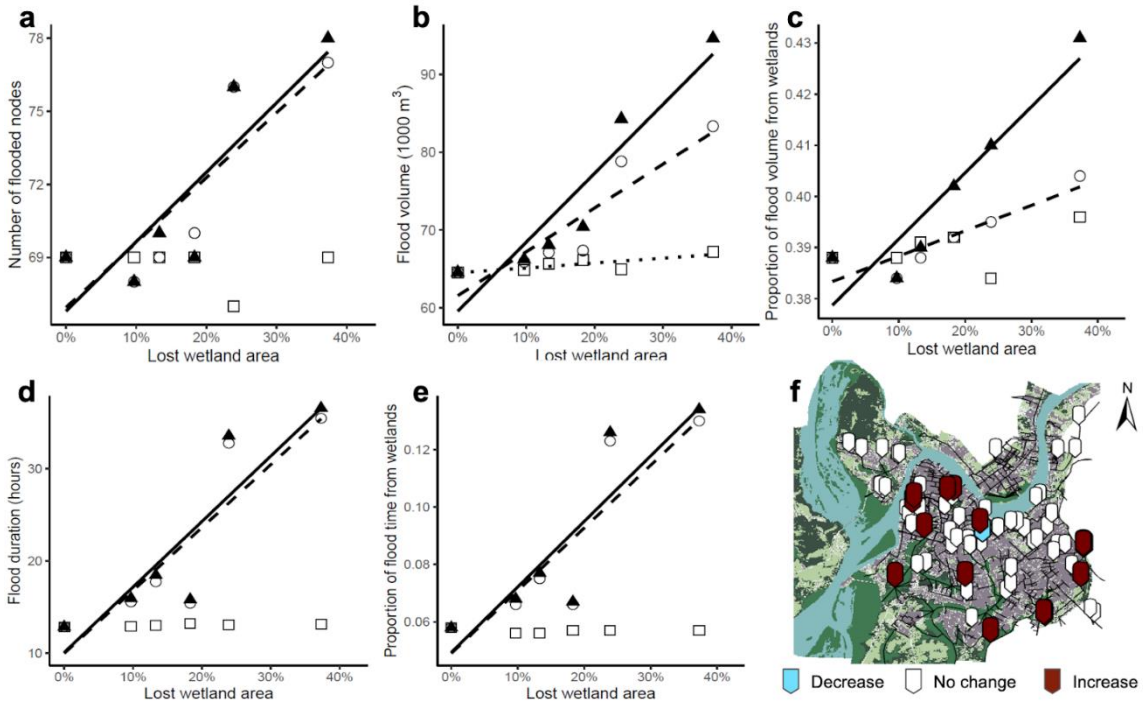 a
Number of flooded nodes
78
75
72
69
0%
10%
20%
30%
40%
Lost wetland area
b
Flood volume (1000 m³)
90
80
70
60
0%
10%
20%
30%
40%
Lost wetland area
c
Proportion of flood volume from wetlands
0.43
0.42
0.41
0.40
0.39
0.38
0%
10%
20%
30%
40%
Lost wetland area
d
Flood duration (hours)
30
20
10
0%
10%
20%
30%
40%
Lost wetland area
e
Proportion of flood time from wetlands
0.12
0.10
0.08
0.06
0%
10%
20%
30%
40%
Lost wetland area
f
N
Decrease
No change
Increase